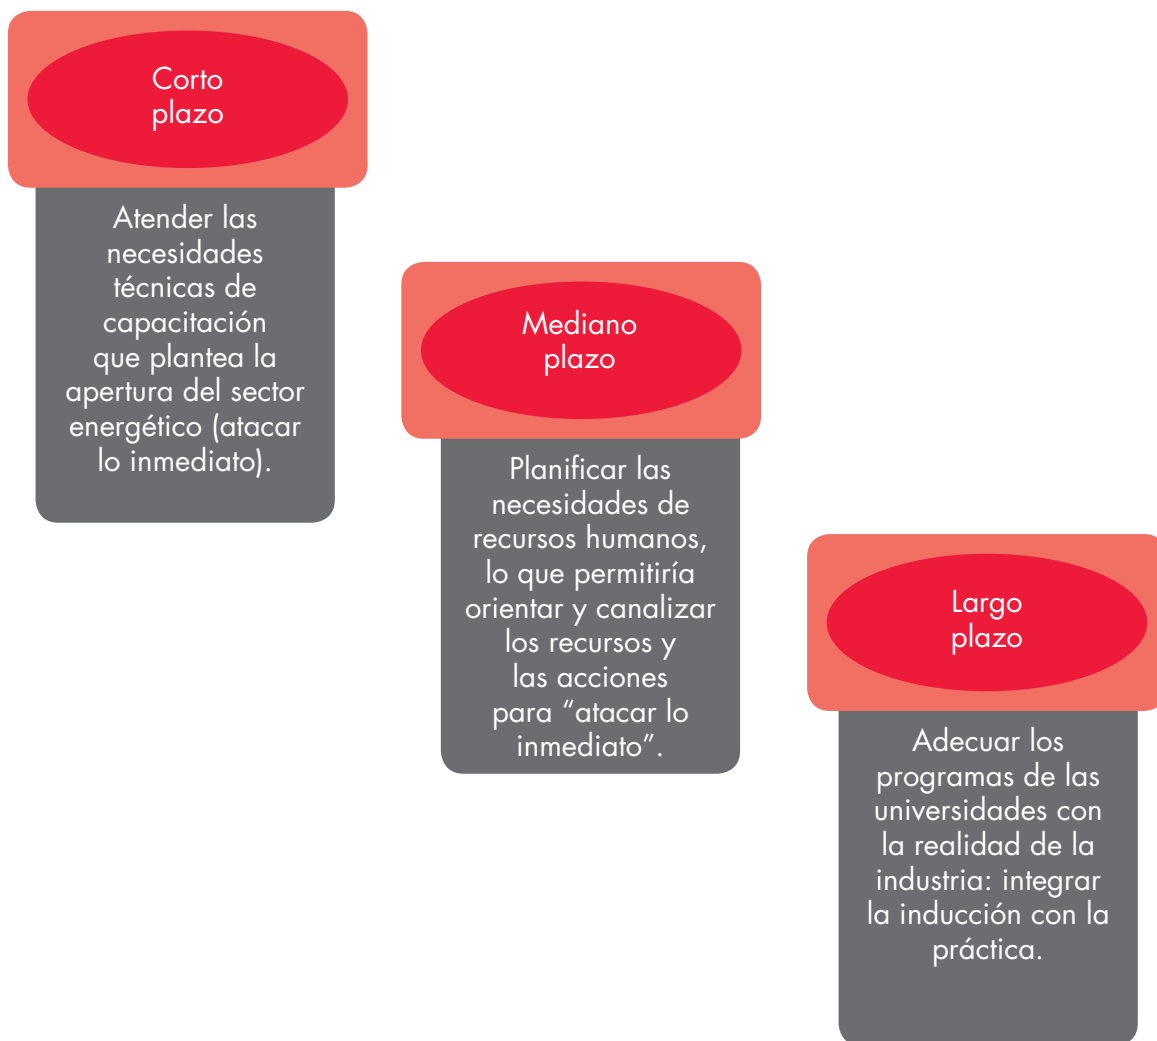 Corto
plazo
Atender las
necesidades
técnicas de
capacitación
que plantea la
apertura del sector
energético (atacar
lo inmediato).
Mediano
plazo
Planificar las
necesidades de
recursos humanos,
lo que permitiría
orientar y canalizar
los recursos y
las acciones
para “atacar lo
inmediato”.
Largo
plazo
Adecuar los
programas de las
universidades con
la realidad de la
industria: integrar
la inducción con la
práctica.